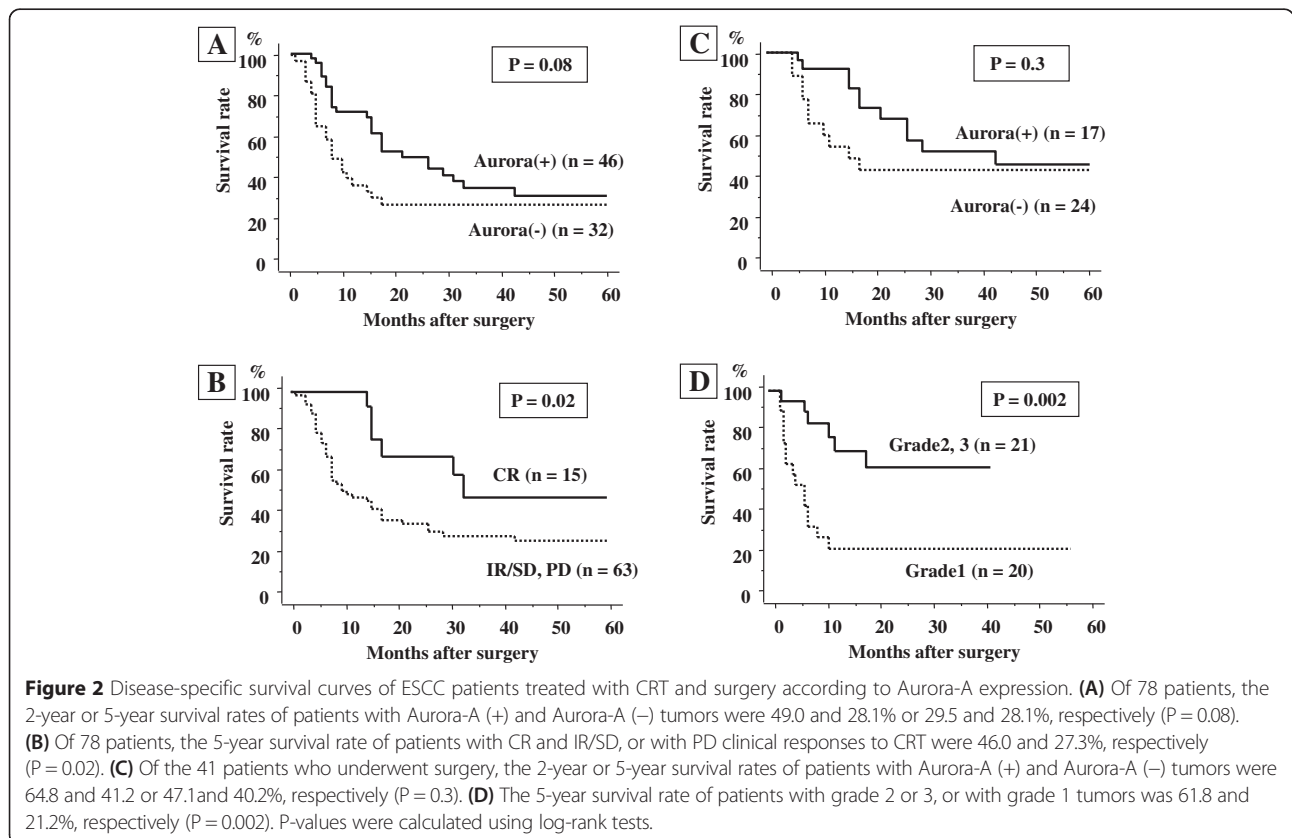 A
%
P = 0.08
100
80
60
40
20
0
Survival rate
Aurora(+) (n = 46)
Aurora(-) (n = 32)
0 10 20 30 40 50 60
Months after surgery
C
%
P = 0.3
100
80
60
40
20
0
Survival rate
Aurora(+) (n = 17)
Aurora(-) (n = 24)
0 10 20 30 40 50 60
Months after surgery
B
%
P = 0.02
100
80
60
40
20
0
Survival rate
CR (n = 15)
IR/SD, PD (n = 63)
0 10 20 30 40 50 60
Months after surgery
D
%
P = 0.002
100
80
60
40
20
0
Survival rate
Grade2, 3 (n = 21)
Grade1 (n = 20)
0 10 20 30 40 50 60
Months after surgery
Figure 2 Disease-specific survival curves of ESCC patients treated with CRT and surgery according to Aurora-A expression. (A) Of 78 patients, the
2-year or 5-year survival rates of patients with Aurora-A (+) and Aurora-A (−) tumors were 49.0 and 28.1% or 29.5 and 28.1%, respectively (P = 0.08).
(B) Of 78 patients, the 5-year survival rate of patients with CR and IR/SD, or with PD clinical responses to CRT were 46.0 and 27.3%, respectively
(P = 0.02). (C) Of the 41 patients who underwent surgery, the 2-year or 5-year survival rates of patients with Aurora-A (+) and Aurora-A (−) tumors were
64.8 and 41.2 or 47.1and 40.2%, respectively (P = 0.3). (D) The 5-year survival rate of patients with grade 2 or 3, or with grade 1 tumors was 61.8 and
21.2%, respectively (P = 0.002). P-values were calculated using log-rank tests.